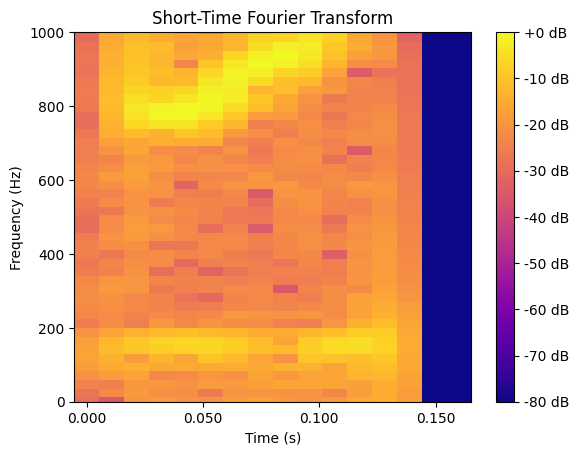 Short-Time Fourier Transform
Frequency (Hz)
1000
800
600
400
200
0
0.000
0.050
0.100
0.150
Time (s)
+0 dB
-10 dB
-20 dB
-30 dB
-40 dB
-50 dB
-60 dB
-70 dB
-80 dB